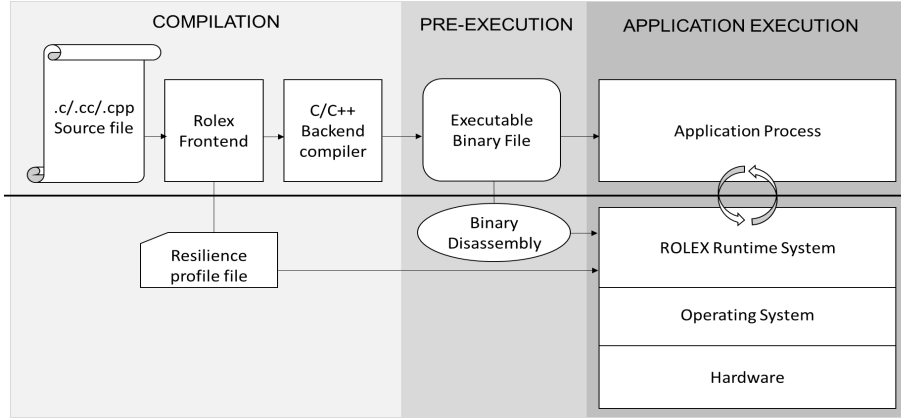 COMPILATION
PRE-EXECUTION
APPLICATION EXECUTION
.c/.cc/.cpp
Source file
Rolex
Frontend
C/C++
Backend
compiler
Executable
Binary File
Application Process
Binary
Disassembly
Resilience
profile file
ROLEX Runtime System
Operating System
Hardware